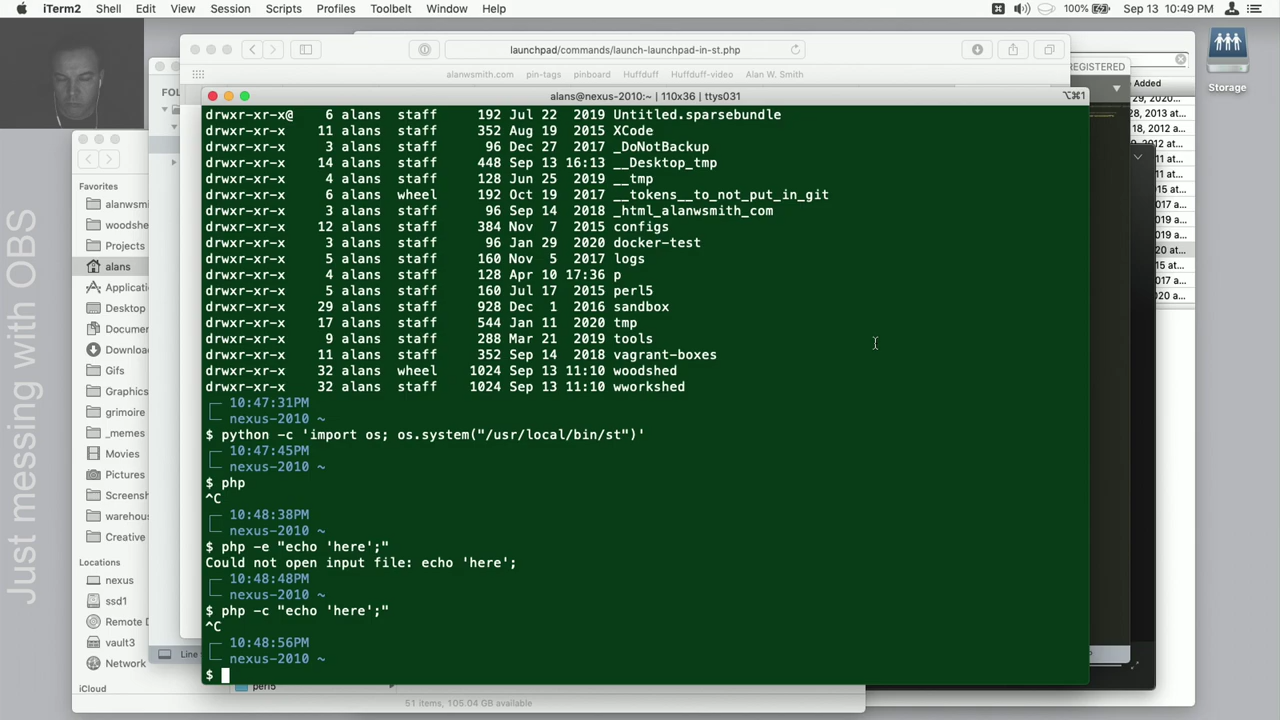 iTerm2 Shell Edit View Session Scripts Profiles Toolbelt Window Help 100% Sep 13 10:49 PM
launchpad/commands/launch-launchpad-in-st.php
alanwsmith.com pin-tags pinboard Huffduff Huffduff-video Alan W. Smith
REGISTERED
Storage
FOL
Added
alans@nexus-2010:~ | 110x36 | ttys031 ⌥⌘1
drwxr-xr-x@ 6 alans staff 192 Jul 22 2019 Untitled.sparsebundle
drwxr-xr-x 11 alans staff 352 Aug 19 2015 XCode
drwxr-xr-x 3 alans staff 96 Dec 27 2017 _DoNotBackup
drwxr-xr-x 14 alans staff 448 Sep 13 16:13 __Desktop_tmp
drwxr-xr-x 4 alans staff 128 Jun 25 2019 __tmp
drwxr-xr-x 6 alans wheel 192 Oct 19 2017 __tokens__to_not_put_in_git
drwxr-xr-x 3 alans staff 96 Sep 14 2018 _html_alanwsmith_com
drwxr-xr-x 12 alans staff 384 Nov 7 2015 configs
drwxr-xr-x 3 alans staff 96 Jan 29 2020 docker-test
drwxr-xr-x 5 alans staff 160 Nov 5 2017 logs
drwxr-xr-x 4 alans staff 128 Apr 10 17:36 p
drwxr-xr-x 5 alans staff 160 Jul 17 2015 perl5
drwxr-xr-x 29 alans staff 928 Dec 1 2016 sandbox
drwxr-xr-x 17 alans staff 544 Jan 11 2020 tmp
drwxr-xr-x 9 alans staff 288 Mar 21 2019 tools
drwxr-xr-x 11 alans staff 352 Sep 14 2018 vagrant-boxes
drwxr-xr-x 32 alans wheel 1024 Sep 13 11:10 woodshed
drwxr-xr-x 32 alans staff 1024 Sep 13 11:10 wworkshed
10:47:31PM
nexus-2010 ~
$ python -c 'import os; os.system("/usr/local/bin/st")'
10:47:45PM
nexus-2010 ~
$ php
^C
10:48:38PM
nexus-2010 ~
$ php -e "echo 'here';"
Could not open input file: echo 'here';
10:48:48PM
nexus-2010 ~
$ php -c "echo 'here';"
^C
10:48:56PM
nexus-2010 ~
$
Favorites
alanwsmi
woodshe
Projects
alans
Applicati
Desktop
Documen
Downloa
Gifs
Graphics
grimoire
_memes
Movies
Pictures
Screensh
warehou
Creative
Locations
nexus
ssd1
Remote D
vault3
Network
iCloud
Line
perl5
51 items, 105.04 GB available
Just messing with OBS